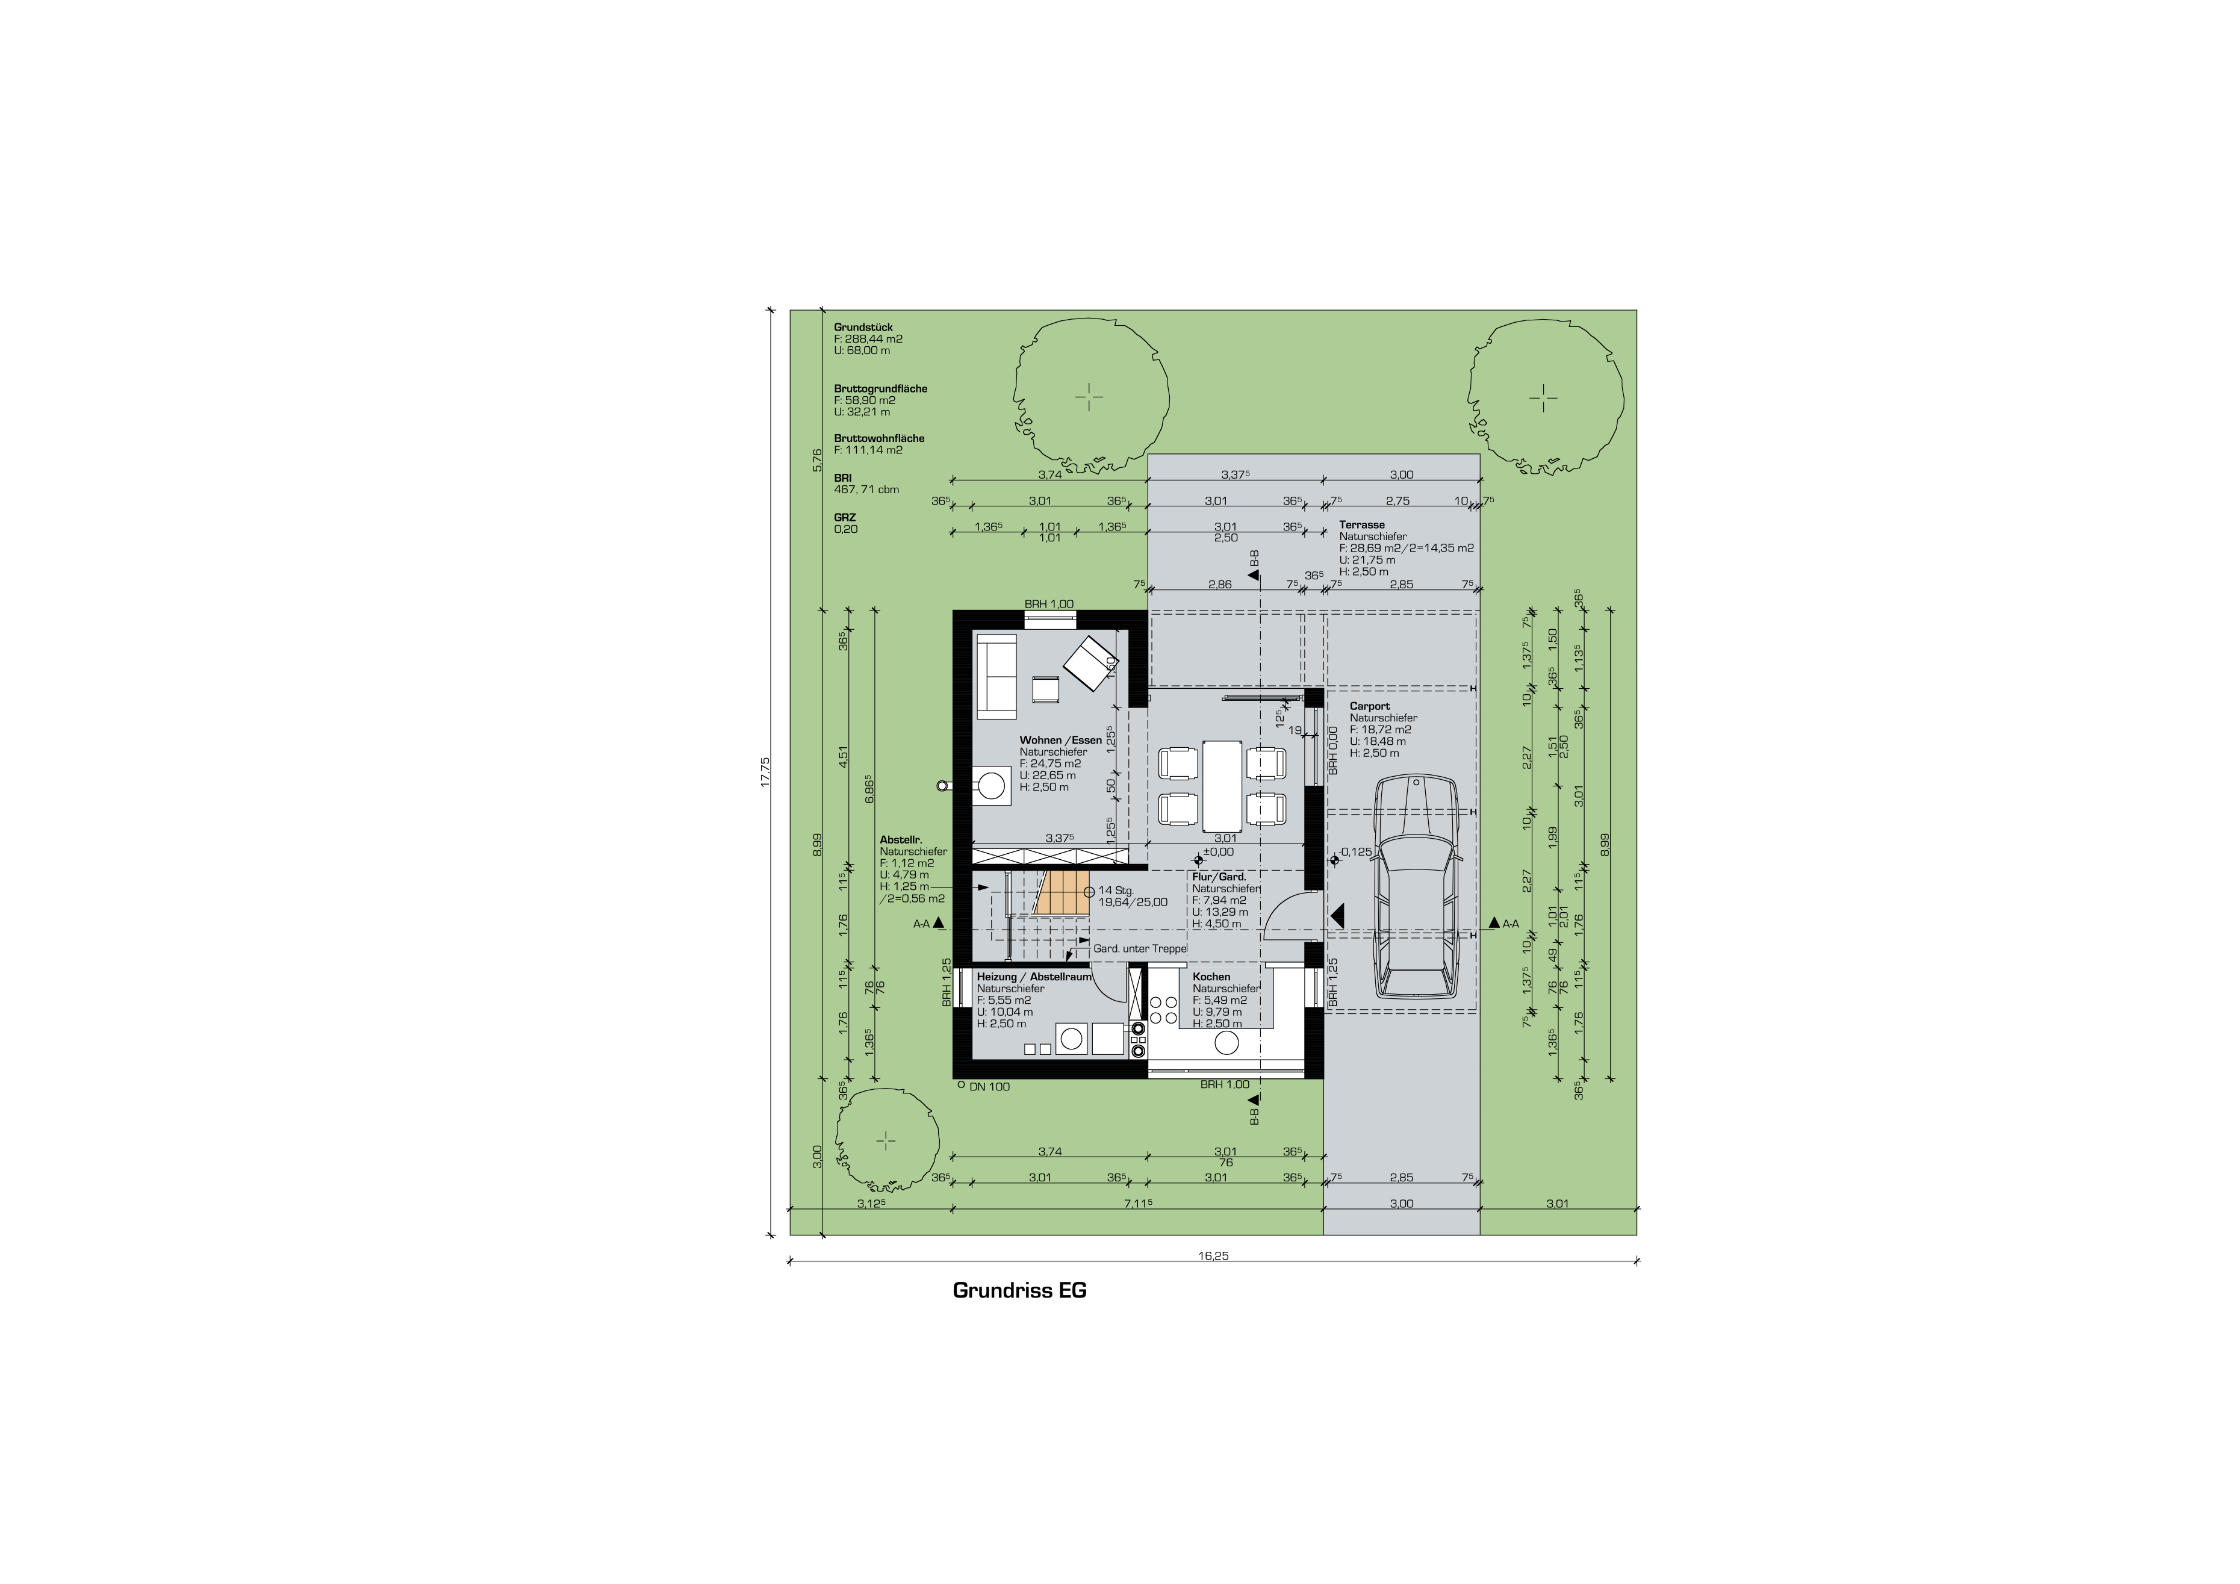 Grundstück
F: 288,44 m2
U: 68,00 m
Bruttogrundfläche
F: 58,90 m2
U: 32,21 m
Bruttowohnfläche
F: 111,14 m2
BRI
467, 71 cbm
GRZ
0,20
3,74 3,37⁵ 3,00
36⁵ 3,01 36⁵ 3,01 36⁵ 7⁵ 2,75 10 7⁵
1,36⁵ 1,01 1,36⁵ 3,01 36⁵
1,01 2,50
Terrasse
Naturschiefer
F: 28,69 m2/2=14,35 m2
U: 21,75 m
H: 2,50 m
B-B
7⁵ 2,86 7⁵ 36⁵ 7⁵ 2,85 7⁵
BRH 1,00
17,75
5,76
8,99
3,00
36⁵
4,51
11⁵
1,76
11⁵
1,76
36⁵
6,86⁵
76
76
1,36⁵
1,50
1,25⁵
50
1,25⁵
Wohnen /Essen
Naturschiefer
F: 24,75 m2
U: 22,65 m
H: 2,50 m
12⁵
19
BRH 0,00
Carport
Naturschiefer
F: 18,72 m2
U: 18,48 m
H: 2,50 m
3,37⁵ 3,01
±0,00
-0,125
Abstellr.
Naturschiefer
F: 1,12 m2
U: 4,79 m
H: 1,25 m
/2=0,56 m2
14 Stg.
19,64/25,00
Flur/Gard.
Naturschiefer
F: 7,94 m2
U: 13,29 m
H: 4,50 m
A-A
A-A
Gard. unter Treppe
BRH 1,25
Heizung / Abstellraum
Naturschiefer
F: 5,55 m2
U: 10,04 m
H: 2,50 m
Kochen
Naturschiefer
F: 5,49 m2
U: 9,79 m
H: 2,50 m
BRH 1,25
7⁵
1,37⁵
10
2,27
10
2,27
10
1,37⁵
7⁵
1,50
36⁵
1,51
2,50
1,99
1,01
2,01
49
76
76
1,36⁵
36⁵
1,13⁵
36⁵
3,01
11⁵
1,76
11⁵
1,76
36⁵
8,99
DN 100
BRH 1,00
B-B
3,74 3,01 36⁵
76
36⁵ 3,01 36⁵ 3,01 36⁵ 7⁵ 2,85 7⁵
3,12⁵ 7,11⁵ 3,00 3,01
16,25
Grundriss EG